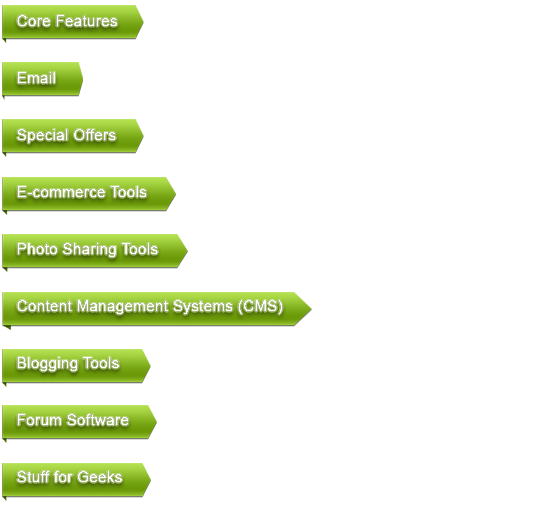 Core Features
Email
Special Offers
E-commerce Tools
Photo Sharing Tools
Content Management Systems (CMS)
Blogging Tools
Forum Software
Stuff for Geeks